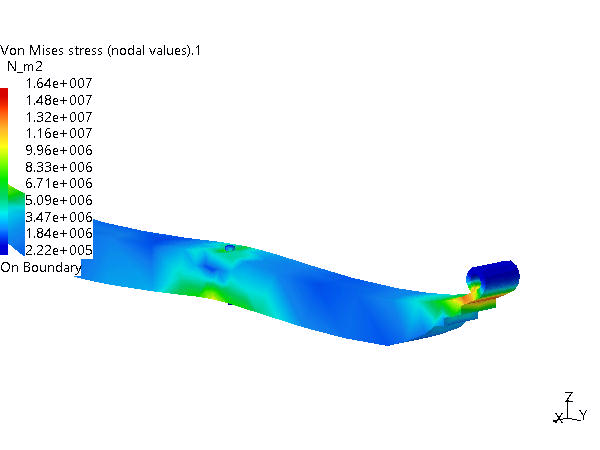 Von Mises stress (nodal values).1
N_m2
1.64e+007
1.48e+007
1.32e+007
1.16e+007
9.96e+006
8.33e+006
6.71e+006
5.09e+006
3.47e+006
1.84e+006
2.22e+005
On Boundary
Z
X Y